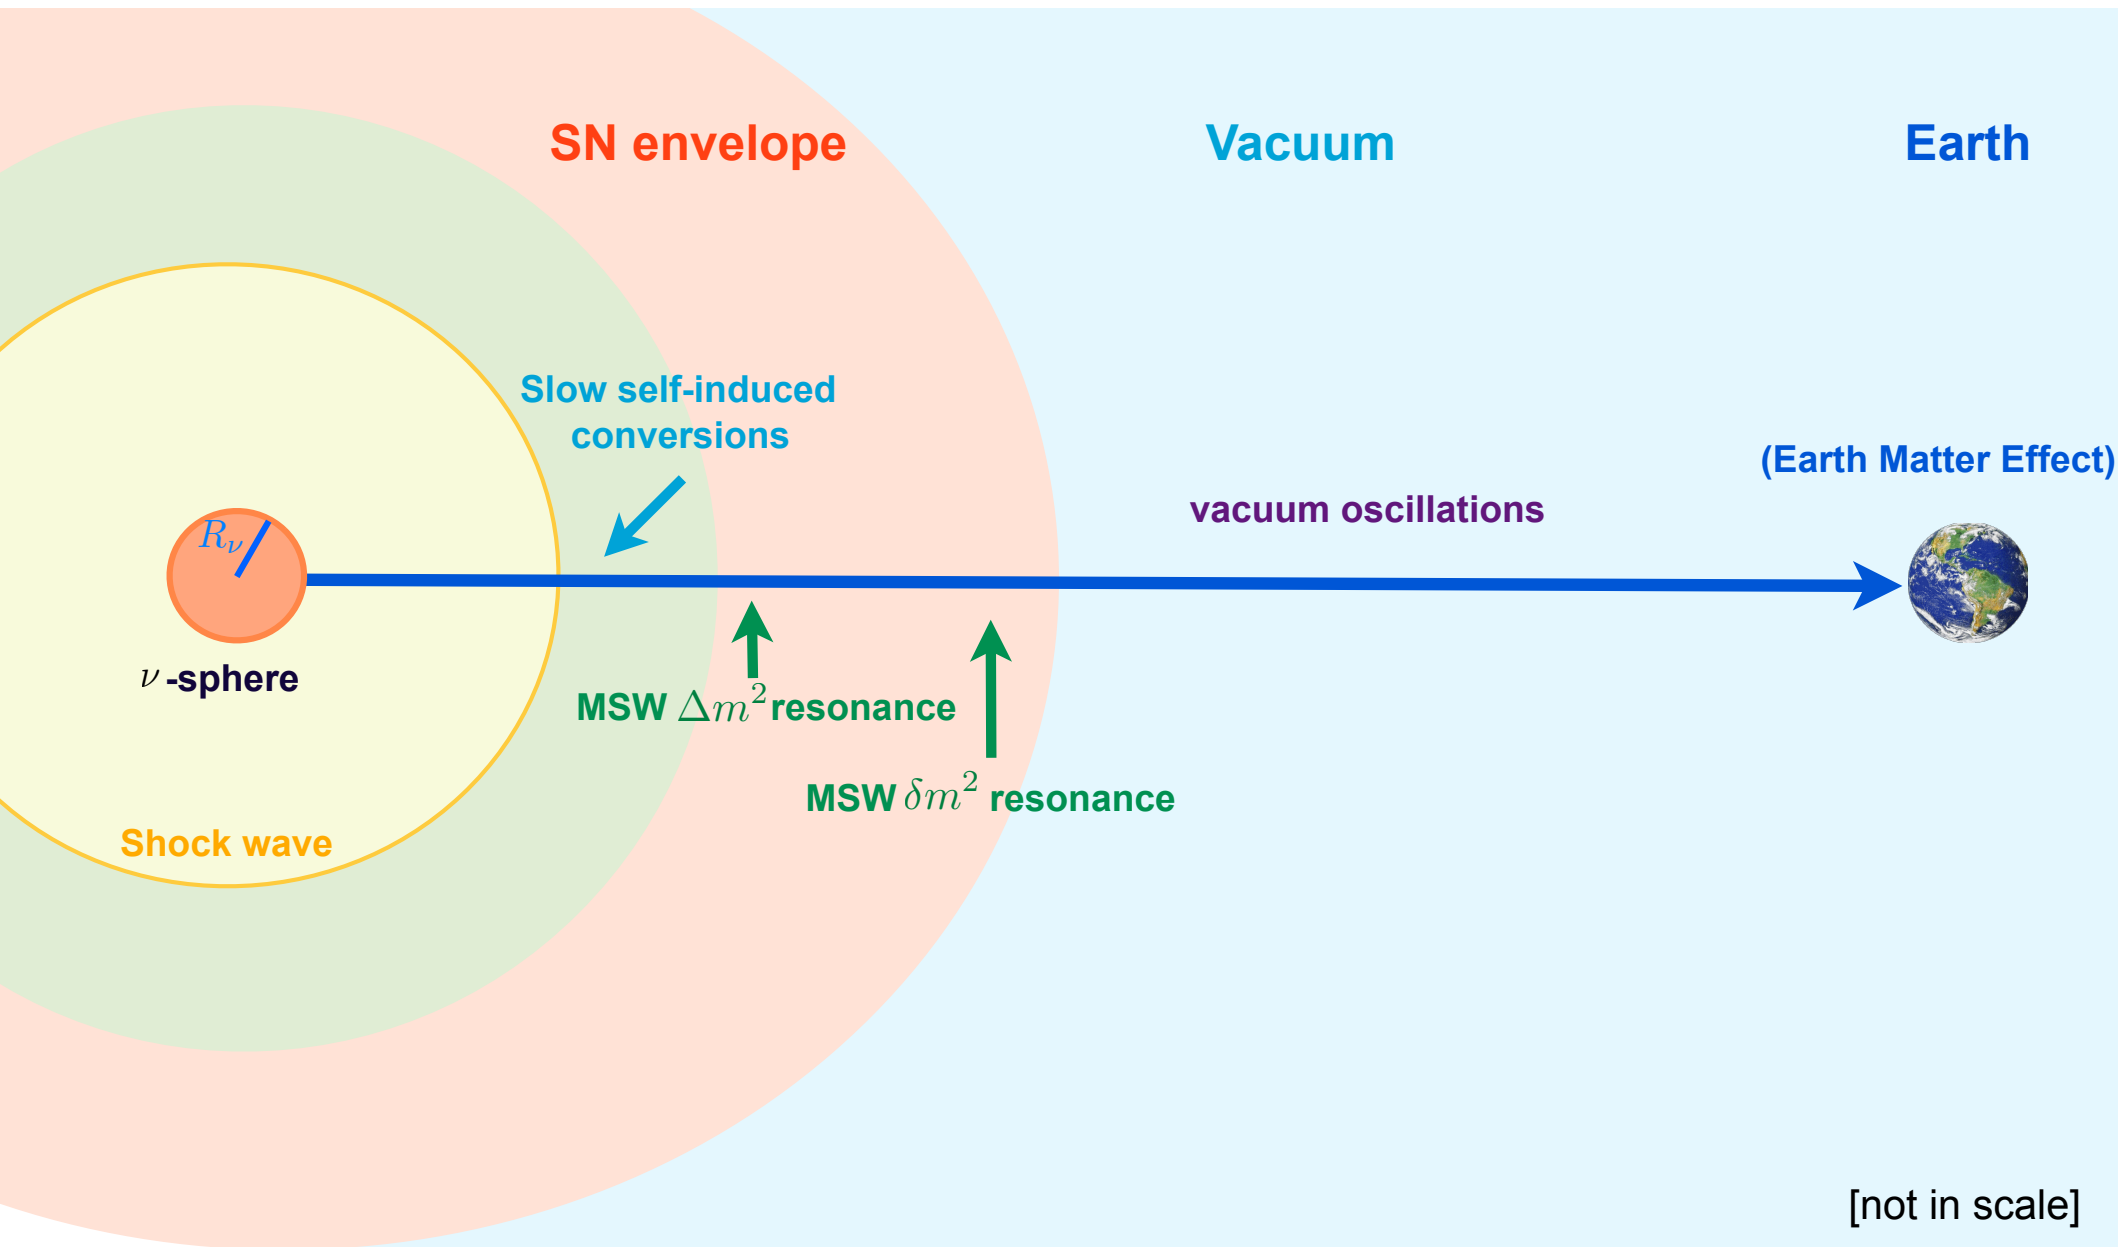 SN envelope
Vacuum
Earth
Slow self-induced
conversions
(Earth Matter Effect)
vacuum oscillations
R_ν
ν-sphere
MSW Δm² resonance
MSW δm² resonance
Shock wave
[not in scale]